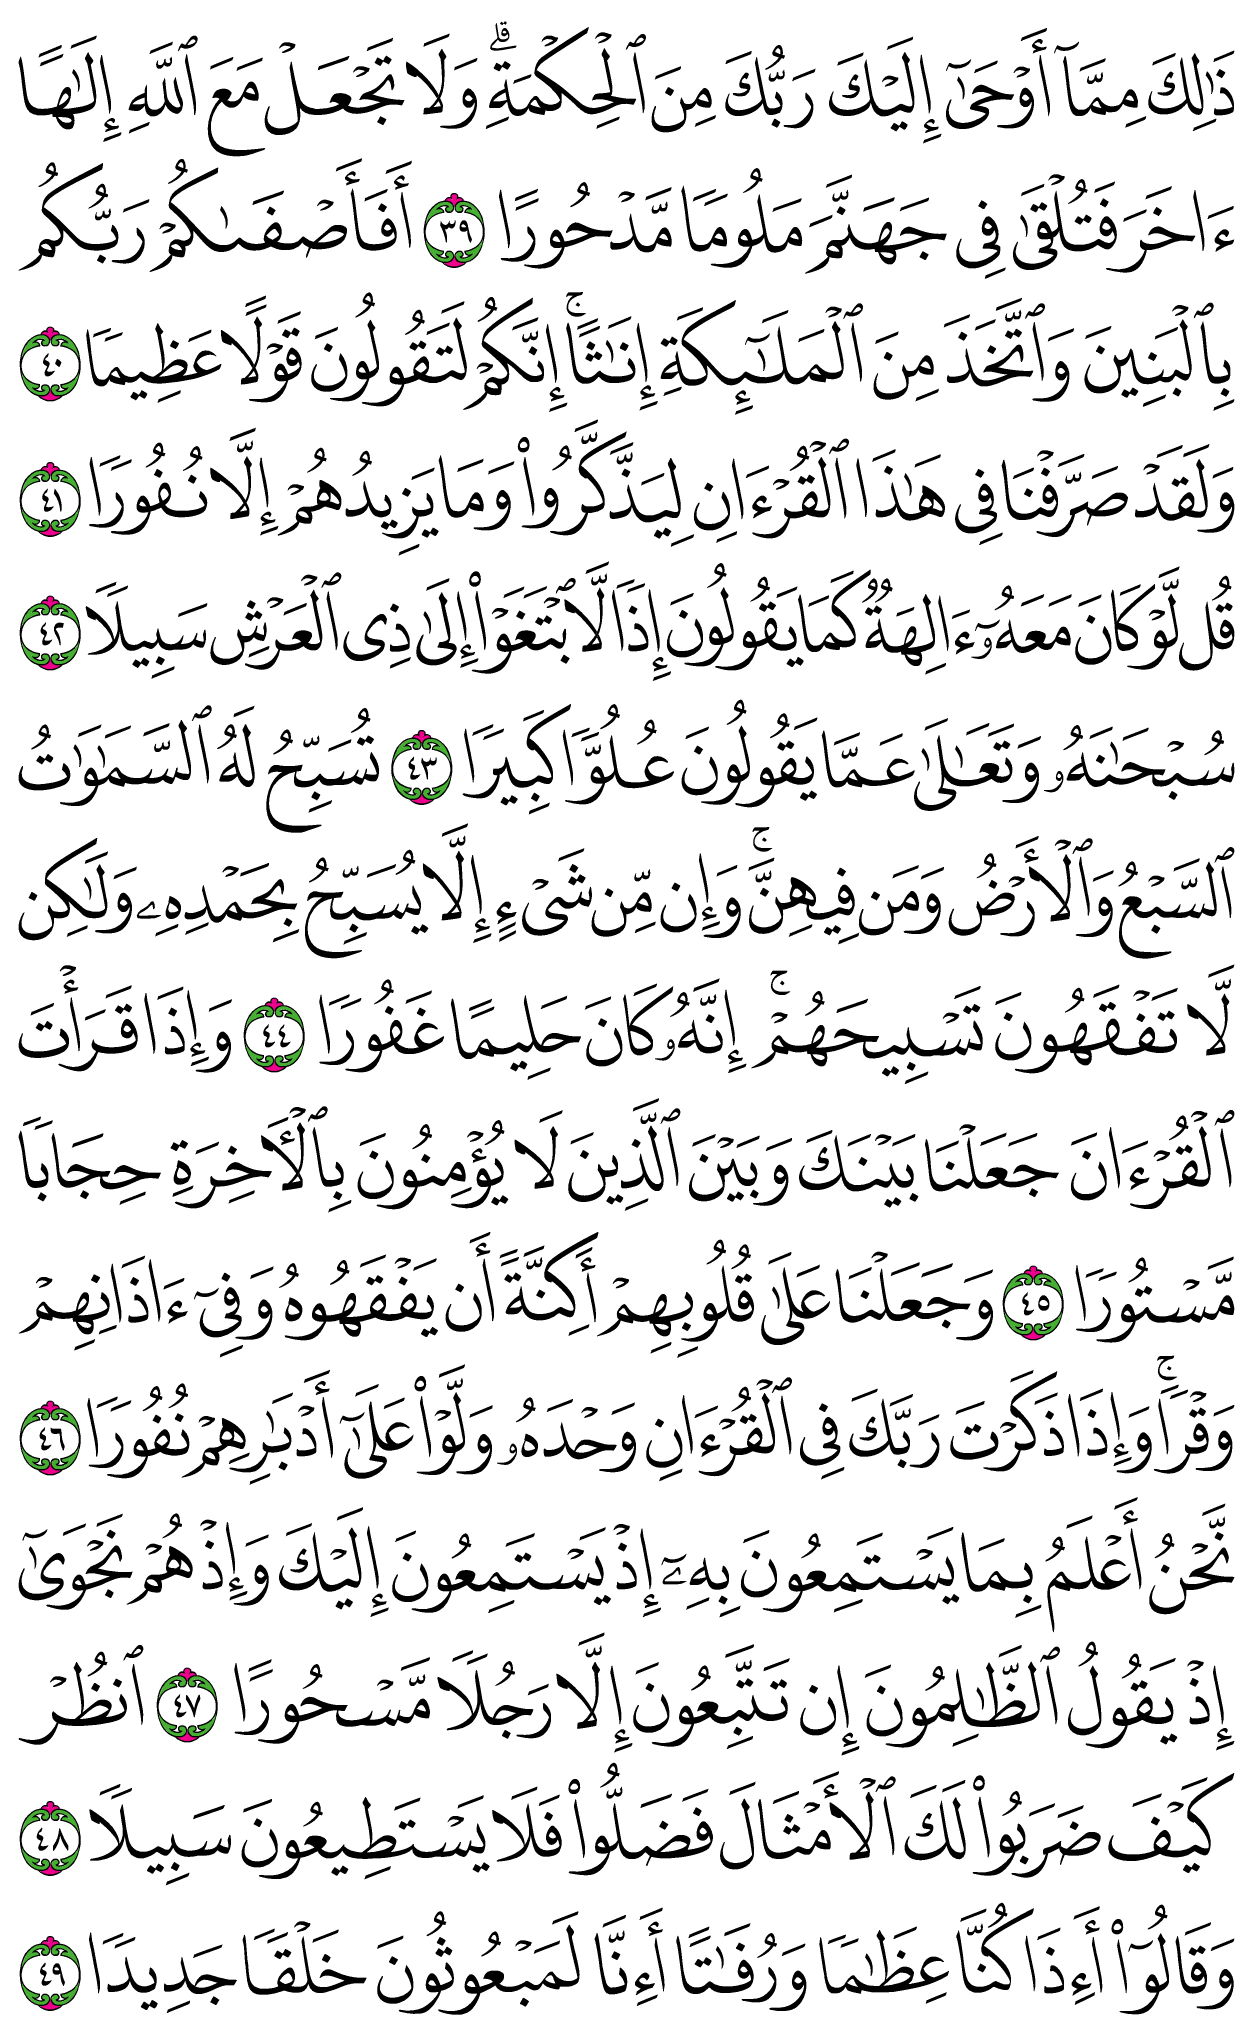 ذَٰلِكَ مِمَّآ أَوۡحَىٰٓ إِلَيۡكَ رَبُّكَ مِنَ ٱلۡحِكۡمَةِۗ وَلَا تَجۡعَلۡ مَعَ ٱللَّهِ إِلَٰهًا
ءَاخَرَ فَتُلۡقَىٰ فِي جَهَنَّمَ مَلُومٗا مَّدۡحُورًا ٣٩ أَفَأَصۡفَىٰكُمۡ رَبُّكُم
بِٱلۡبَنِينَ وَٱتَّخَذَ مِنَ ٱلۡمَلَٰٓئِكَةِ إِنَٰثًاۚ إِنَّكُمۡ لَتَقُولُونَ قَوۡلًا عَظِيمٗا ٤٠
وَلَقَدۡ صَرَّفۡنَا فِي هَٰذَا ٱلۡقُرۡءَانِ لِيَذَّكَّرُواْ وَمَا يَزِيدُهُمۡ إِلَّا نُفُورٗا ٤١
قُل لَّوۡ كَانَ مَعَهُۥٓ ءَالِهَةٞ كَمَا يَقُولُونَ إِذٗا لَّٱبۡتَغَوۡاْ إِلَىٰ ذِي ٱلۡعَرۡشِ سَبِيلٗا ٤٢
سُبۡحَٰنَهُۥ وَتَعَٰلَىٰ عَمَّا يَقُولُونَ عُلُوّٗا كَبِيرٗا ٤٣ تُسَبِّحُ لَهُ ٱلسَّمَٰوَٰتُ
ٱلسَّبۡعُ وَٱلۡأَرۡضُ وَمَن فِيهِنَّۚ وَإِن مِّن شَيۡءٍ إِلَّا يُسَبِّحُ بِحَمۡدِهِۦ وَلَٰكِن
لَّا تَفۡقَهُونَ تَسۡبِيحَهُمۡۚ إِنَّهُۥ كَانَ حَلِيمًا غَفُورٗا ٤٤ وَإِذَا قَرَأۡتَ
ٱلۡقُرۡءَانَ جَعَلۡنَا بَيۡنَكَ وَبَيۡنَ ٱلَّذِينَ لَا يُؤۡمِنُونَ بِٱلۡأٓخِرَةِ حِجَابٗا
مَّسۡتُورٗا ٤٥ وَجَعَلۡنَا عَلَىٰ قُلُوبِهِمۡ أَكِنَّةً أَن يَفۡقَهُوهُ وَفِيٓ ءَاذَانِهِمۡ
وَقۡرٗاۚ وَإِذَا ذَكَرۡتَ رَبَّكَ فِي ٱلۡقُرۡءَانِ وَحۡدَهُۥ وَلَّوۡاْ عَلَىٰٓ أَدۡبَٰرِهِمۡ نُفُورٗا ٤٦
نَّحۡنُ أَعۡلَمُ بِمَا يَسۡتَمِعُونَ بِهِۦٓ إِذۡ يَسۡتَمِعُونَ إِلَيۡكَ وَإِذۡ هُمۡ نَجۡوَىٰٓ
إِذۡ يَقُولُ ٱلظَّٰلِمُونَ إِن تَتَّبِعُونَ إِلَّا رَجُلٗا مَّسۡحُورًا ٤٧ ٱنظُرۡ
كَيۡفَ ضَرَبُواْ لَكَ ٱلۡأَمۡثَالَ فَضَلُّواْ فَلَا يَسۡتَطِيعُونَ سَبِيلٗا ٤٨
وَقَالُوٓاْ أَءِذَا كُنَّا عِظَٰمٗا وَرُفَٰتًا أَءِنَّا لَمَبۡعُوثُونَ خَلۡقٗا جَدِيدٗا ٤٩